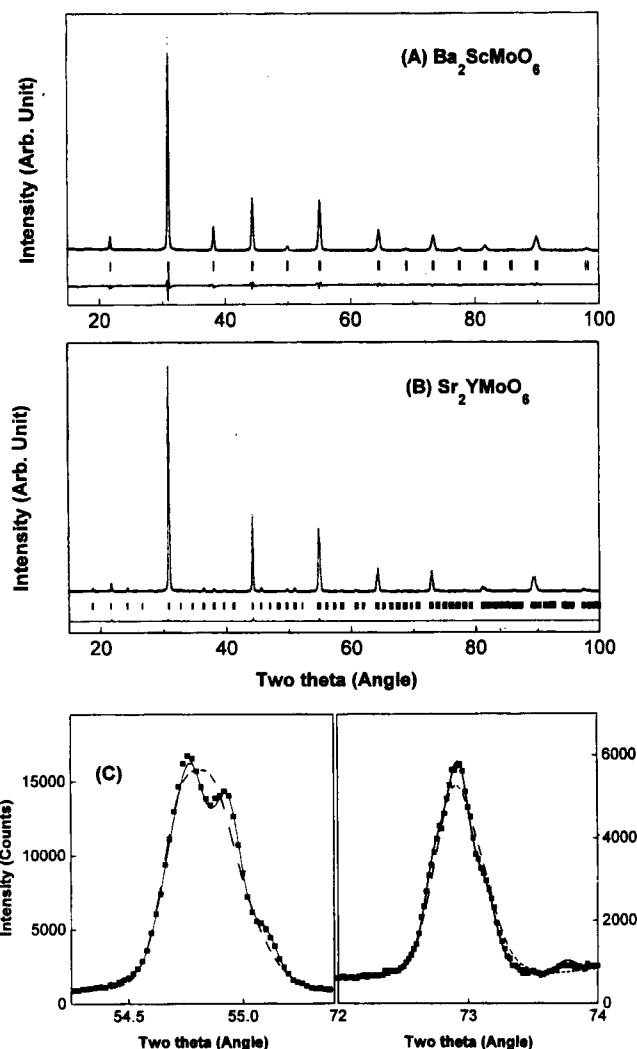 (A) Ba₂ScMoO₆
Intensity (Arb. Unit)
20 40 60 80 100
(B) Sr₂YMoO₆
Intensity (Arb. Unit)
20 40 60 80 100
Two theta (Angle)
(C)
Intensity (Counts)
15000
10000
5000
0
54.5 55.0
Two theta (Angle)
6000
4000
2000
0
72 72 73 74
Two theta (Angle)